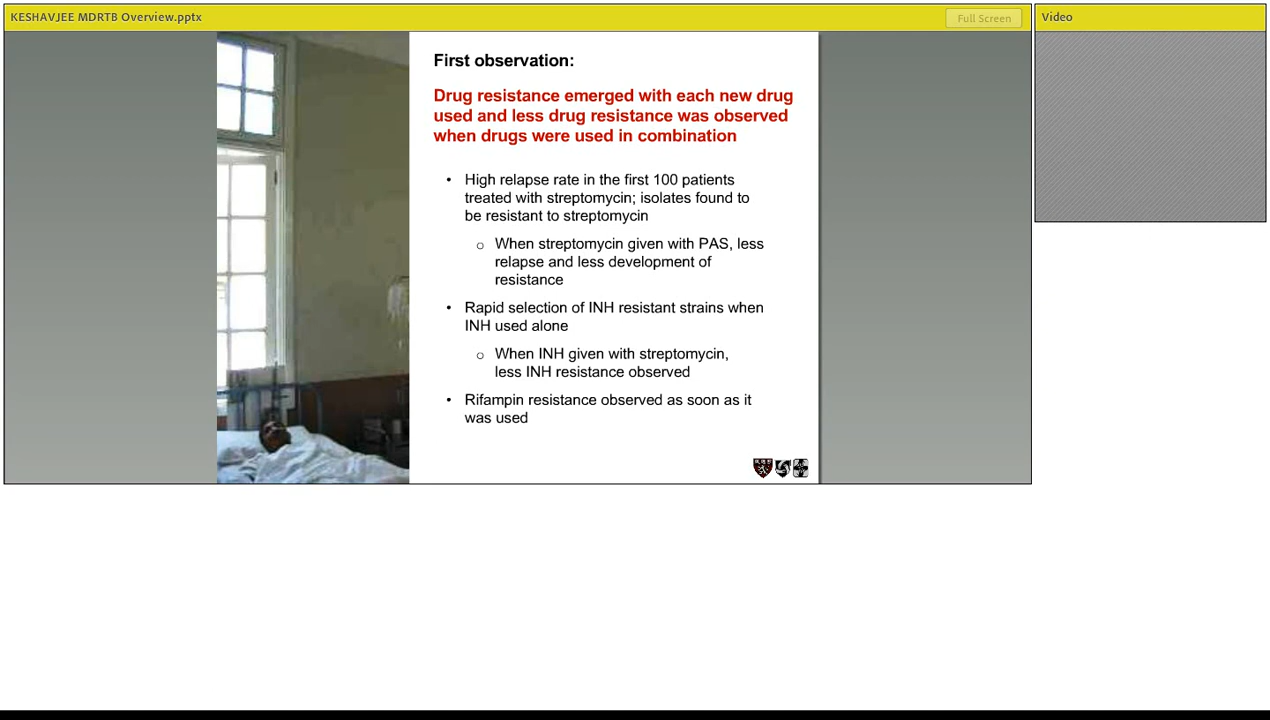 KESHAVJEE MDRTB Overview.pptx
Full Screen
Video
First observation:
Drug resistance emerged with each new drug
used and less drug resistance was observed
when drugs were used in combination
• High relapse rate in the first 100 patients
treated with streptomycin; isolates found to
be resistant to streptomycin
o When streptomycin given with PAS, less
relapse and less development of
resistance
• Rapid selection of INH resistant strains when
INH used alone
o When INH given with streptomycin,
less INH resistance observed
• Rifampin resistance observed as soon as it
was used